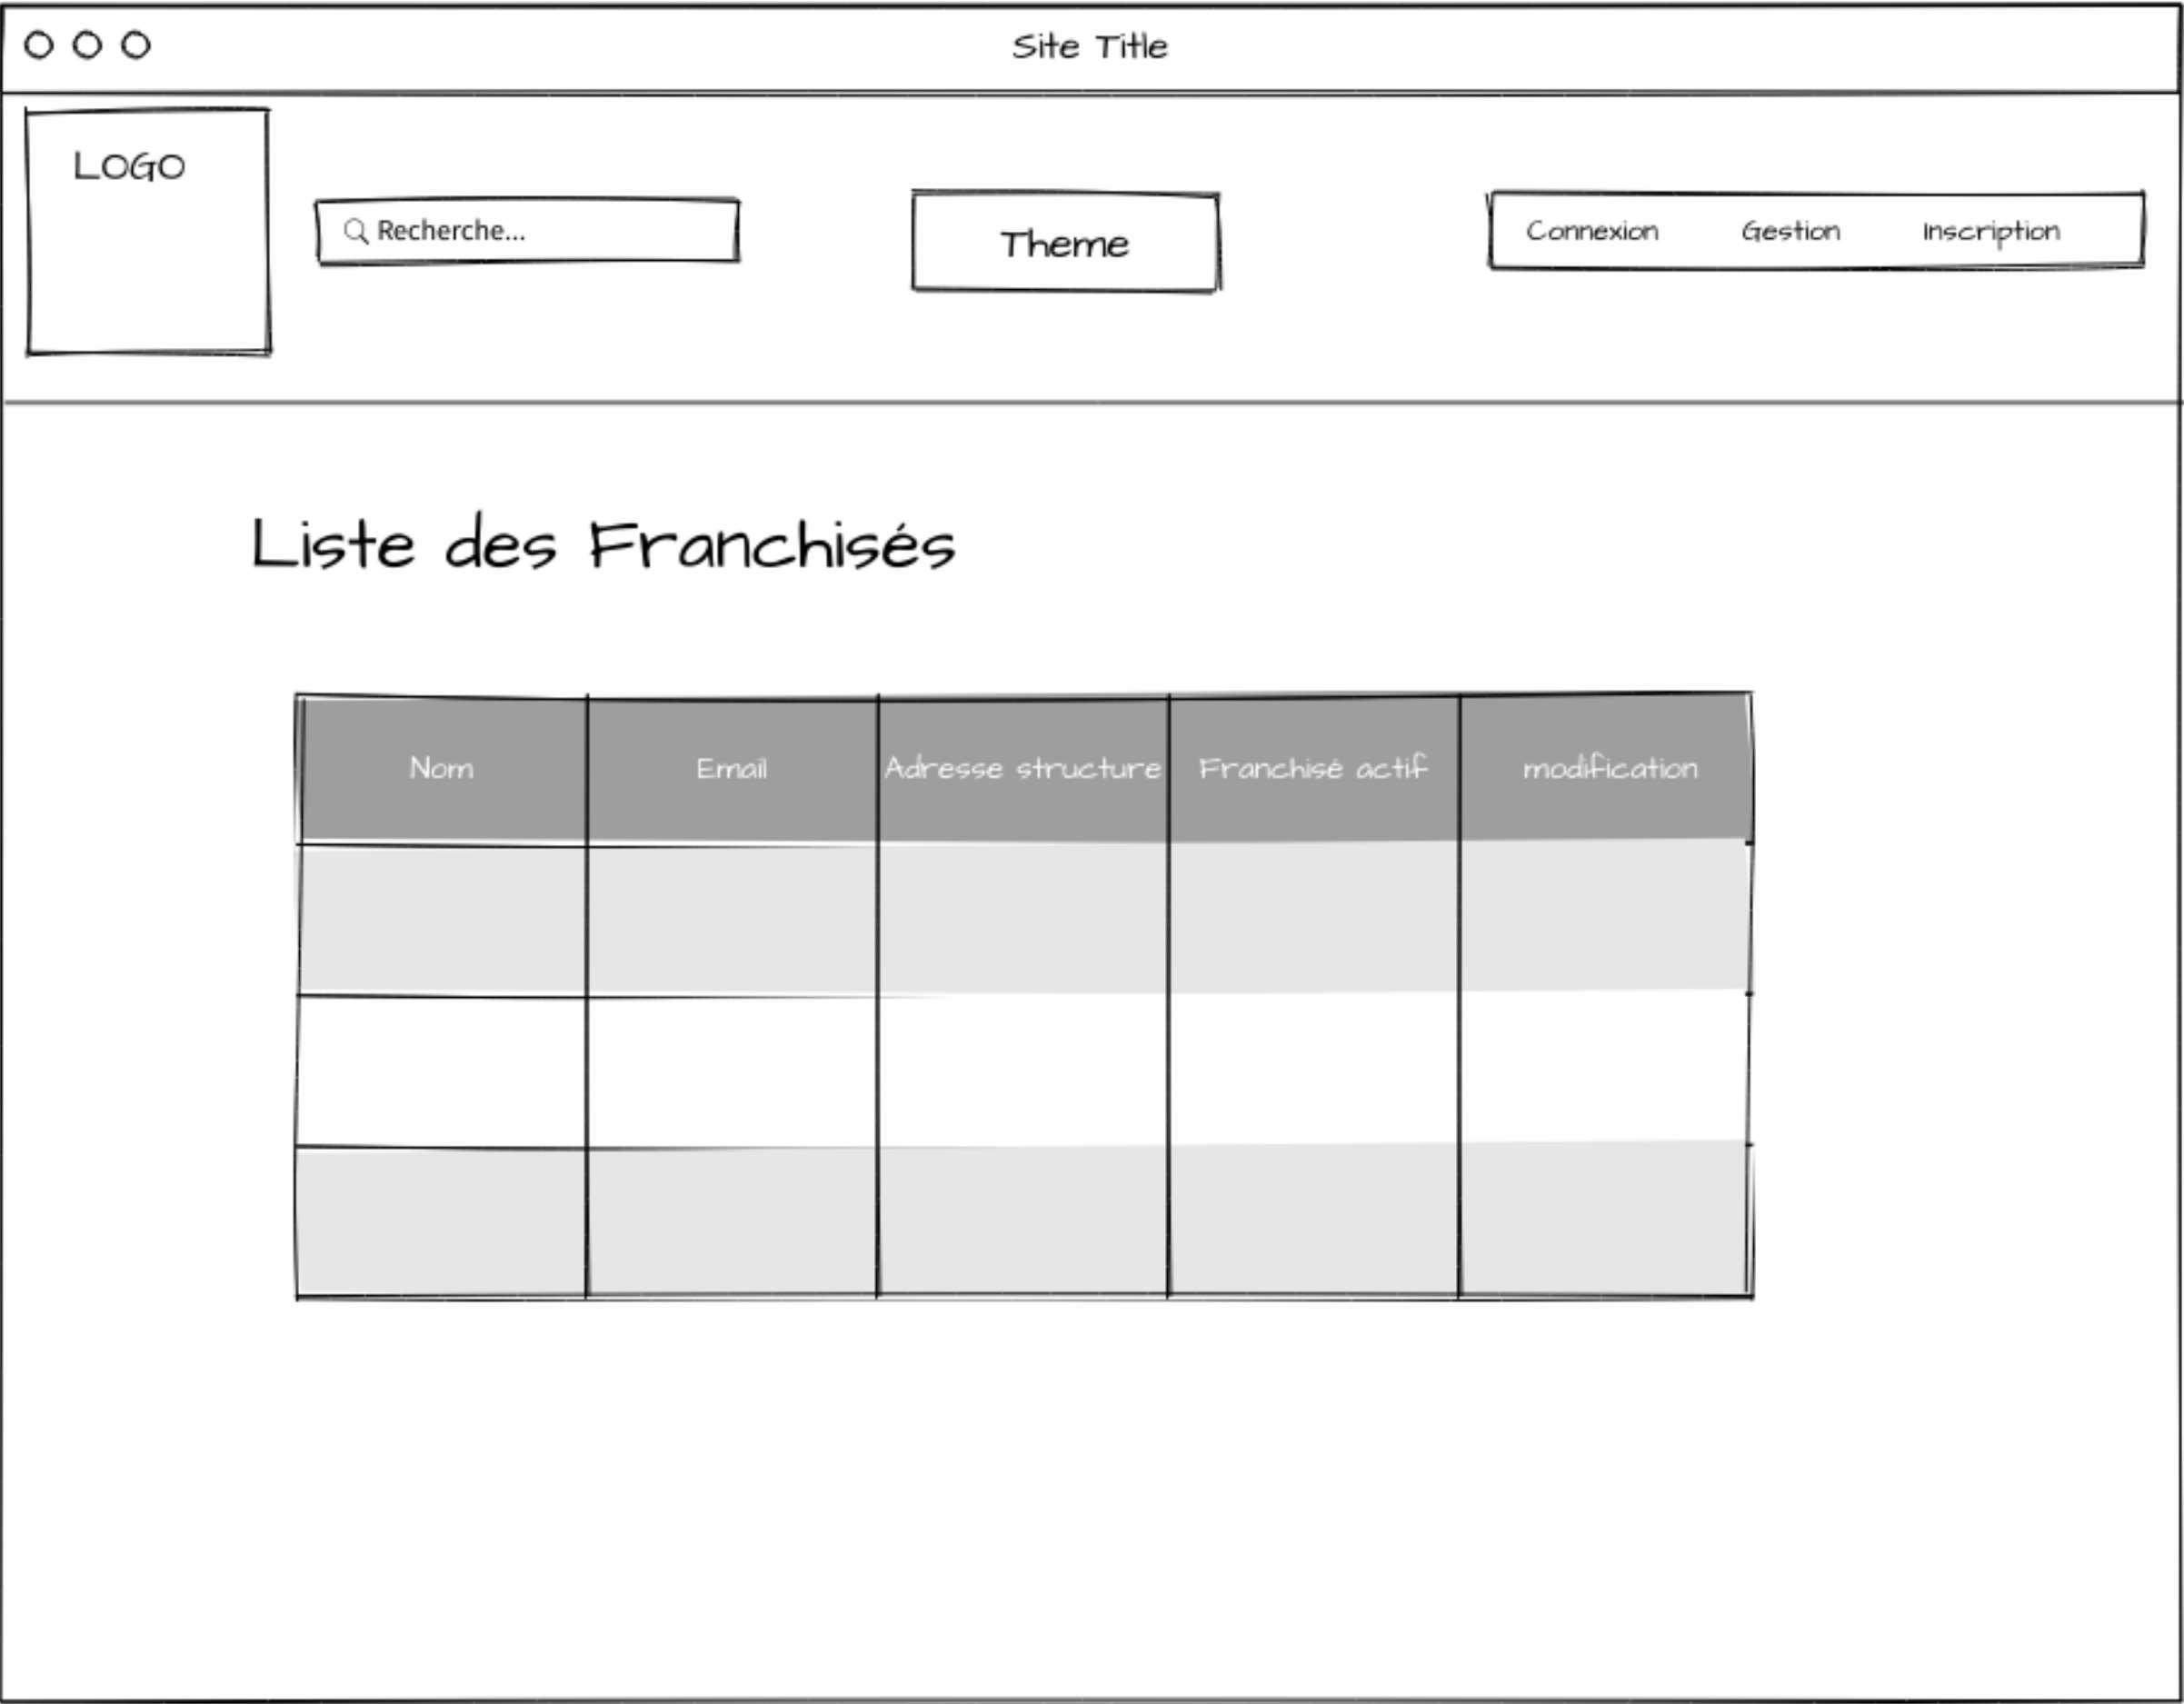 Site Title
LOGO
Recherche...
Theme
Connexion Gestion Inscription
Liste des Franchisés
Nom Email Adresse structure Franchisé actif modification